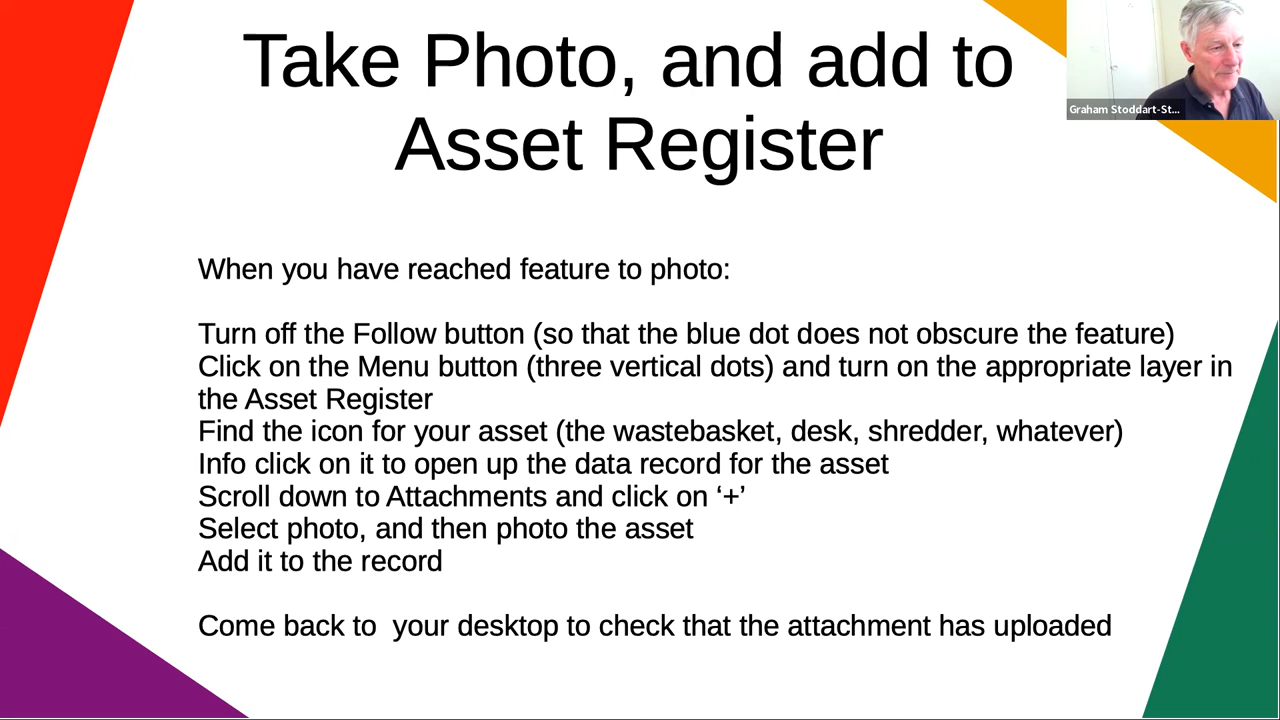 Take Photo, and add to
Asset Register
Graham Stoddart-St...
When you have reached feature to photo:
Turn off the Follow button (so that the blue dot does not obscure the feature)
Click on the Menu button (three vertical dots) and turn on the appropriate layer in
the Asset Register
Find the icon for your asset (the wastebasket, desk, shredder, whatever)
Info click on it to open up the data record for the asset
Scroll down to Attachments and click on ‘+’
Select photo, and then photo the asset
Add it to the record
Come back to  your desktop to check that the attachment has uploaded